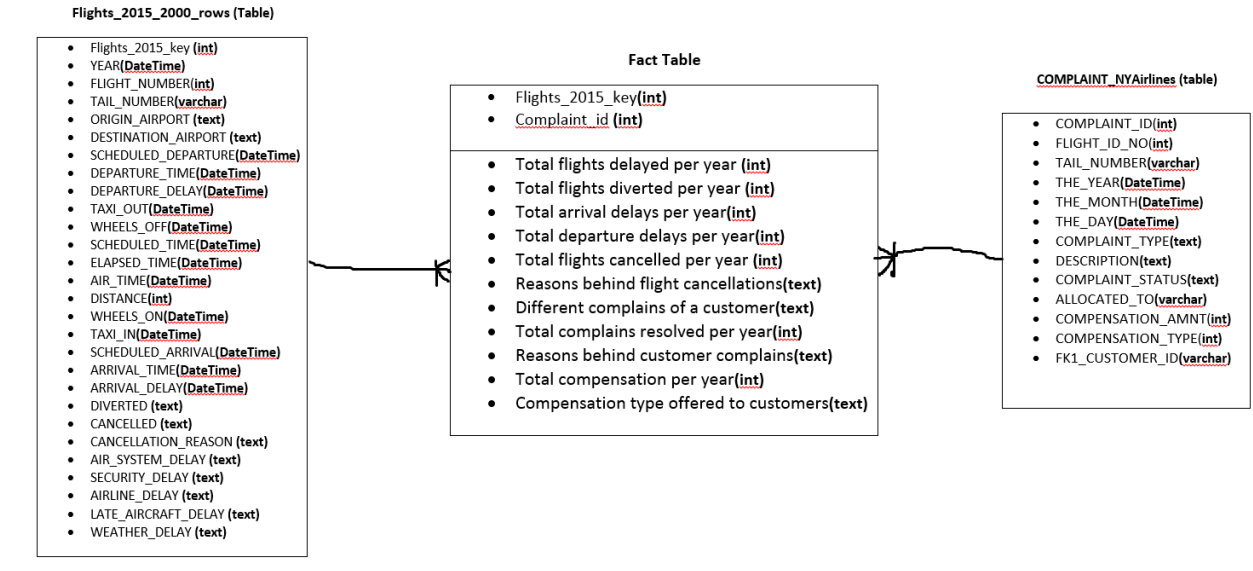 Flights_2015_2000_rows (Table)
• Flights_2015_key (int)
• YEAR(DateTime)
• FLIGHT_NUMBER(int)
• TAIL_NUMBER(varchar)
• ORIGIN_AIRPORT (text)
• DESTINATION_AIRPORT (text)
• SCHEDULED_DEPARTURE(DateTime)
• DEPARTURE_TIME(DateTime)
• DEPARTURE_DELAY(DateTime)
• TAXI_OUT(DateTime)
• WHEELS_OFF(DateTime)
• SCHEDULED_TIME(DateTime)
• ELAPSED_TIME(DateTime)
• AIR_TIME(DateTime)
• DISTANCE(int)
• WHEELS_ON(DateTime)
• TAXI_IN(DateTime)
• SCHEDULED_ARRIVAL(DateTime)
• ARRIVAL_TIME(DateTime)
• ARRIVAL_DELAY(DateTime)
• DIVERTED (text)
• CANCELLED (text)
• CANCELLATION_REASON (text)
• AIR_SYSTEM_DELAY (text)
• SECURITY_DELAY (text)
• AIRLINE_DELAY (text)
• LATE_AIRCRAFT_DELAY (text)
• WEATHER_DELAY (text)
Fact Table
• Flights_2015_key(int)
• Complaint_id (int)
• Total flights delayed per year (int)
• Total flights diverted per year (int)
• Total arrival delays per year(int)
• Total departure delays per year(int)
• Total flights cancelled per year (int)
• Reasons behind flight cancellations(text)
• Different complains of a customer(text)
• Total complains resolved per year(int)
• Reasons behind customer complains(text)
• Total compensation per year(int)
• Compensation type offered to customers(text)
COMPLAINT_NYAirlines (table)
• COMPLAINT_ID(int)
• FLIGHT_ID_NO(int)
• TAIL_NUMBER(varchar)
• THE_YEAR(DateTime)
• THE_MONTH(DateTime)
• THE_DAY(DateTime)
• COMPLAINT_TYPE(text)
• DESCRIPTION(text)
• COMPLAINT_STATUS(text)
• ALLOCATED_TO(varchar)
• COMPENSATION_AMNT(int)
• COMPENSATION_TYPE(int)
• FK1_CUSTOMER_ID(varchar)